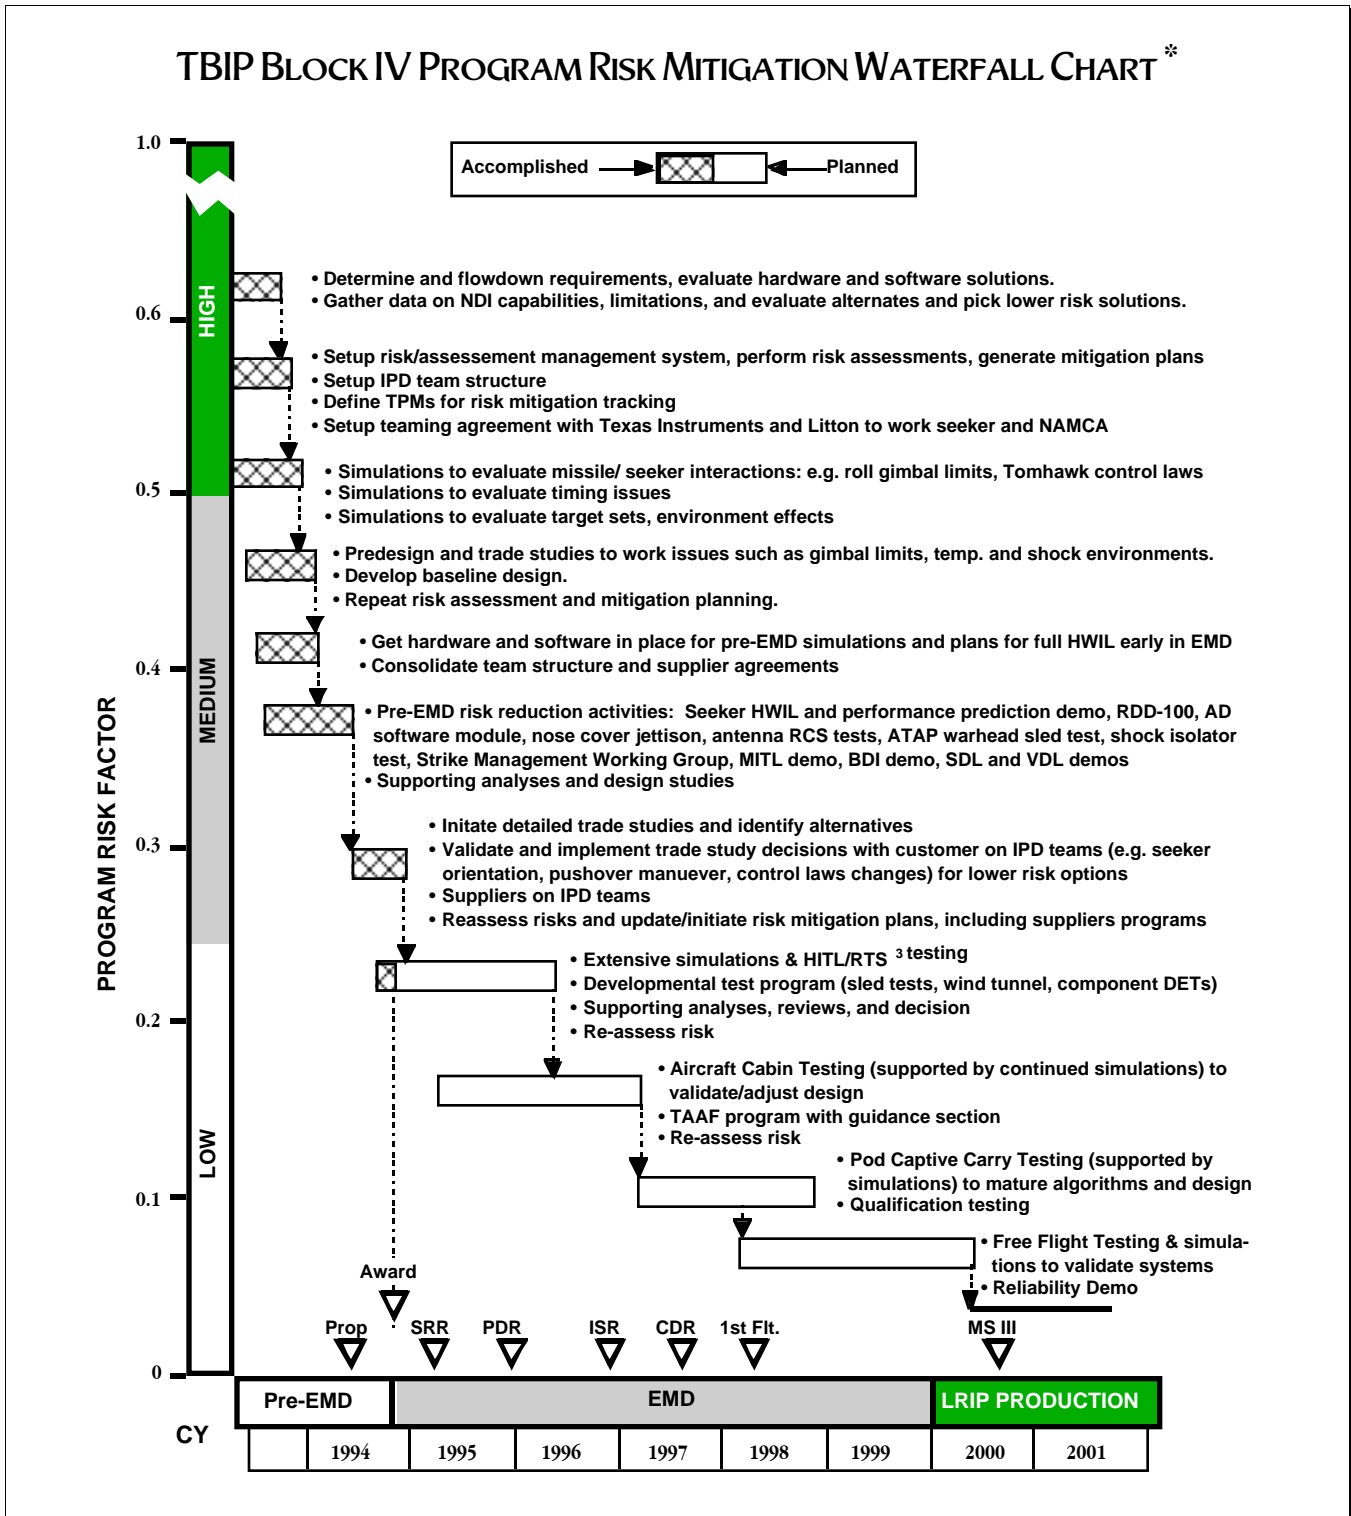 TBIP BLOCK IV PROGRAM RISK MITIGATION WATERFALL CHART *
1.0
Accomplished
Planned
HIGH
• Determine and flowdown requirements, evaluate hardware and software solutions.
• Gather data on NDI capabilities, limitations, and evaluate alternates and pick lower risk solutions.
0.6
• Setup risk/assessement management system, perform risk assessments, generate mitigation plans
• Setup IPD team structure
• Define TPMs for risk mitigation tracking
• Setup teaming agreement with Texas Instruments and Litton to work seeker and NAMCA
• Simulations to evaluate missile/ seeker interactions: e.g. roll gimbal limits, Tomhawk control laws
0.5
• Simulations to evaluate timing issues
• Simulations to evaluate target sets, environment effects
• Predesign and trade studies to work issues such as gimbal limits, temp. and shock environments.
• Develop baseline design.
• Repeat risk assessment and mitigation planning.
• Get hardware and software in place for pre-EMD simulations and plans for full HWIL early in EMD
0.4
• Consolidate team structure and supplier agreements
MEDIUM
PROGRAM RISK FACTOR
• Pre-EMD risk reduction activities: Seeker HWIL and performance prediction demo, RDD-100, AD
software module, nose cover jettison, antenna RCS tests, ATAP warhead sled test, shock isolator
test, Strike Management Working Group, MITL demo, BDI demo, SDL and VDL demos
• Supporting analyses and design studies
• Initate detailed trade studies and identify alternatives
0.3
• Validate and implement trade study decisions with customer on IPD teams (e.g. seeker
orientation, pushover manuever, control laws changes) for lower risk options
• Suppliers on IPD teams
• Reassess risks and update/initiate risk mitigation plans, including suppliers programs
• Extensive simulations & HITL/RTS 3 testing
• Developmental test program (sled tests, wind tunnel, component DETs)
• Supporting analyses, reviews, and decision
0.2
• Re-assess risk
• Aircraft Cabin Testing (supported by continued simulations) to
validate/adjust design
• TAAF program with guidance section
• Re-assess risk
LOW
• Pod Captive Carry Testing (supported by
simulations) to mature algorithms and design
0.1
• Qualification testing
• Free Flight Testing & simula-
tions to validate systems
• Reliability Demo
Award
Prop
SRR
PDR
ISR
CDR
1st Flt.
MS III
0
Pre-EMD
EMD
LRIP PRODUCTION
CY
1994
1995
1996
1997
1998
1999
2000
2001